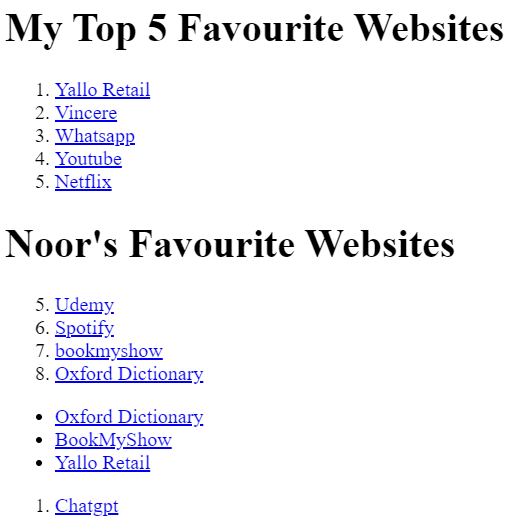 My Top 5 Favourite Websites
1. Yallo Retail
2. Vincere
3. Whatsapp
4. Youtube
5. Netflix
Noor's Favourite Websites
5. Udemy
6. Spotify
7. bookmyshow
8. Oxford Dictionary
• Oxford Dictionary
• BookMyShow
• Yallo Retail
1. Chatgpt